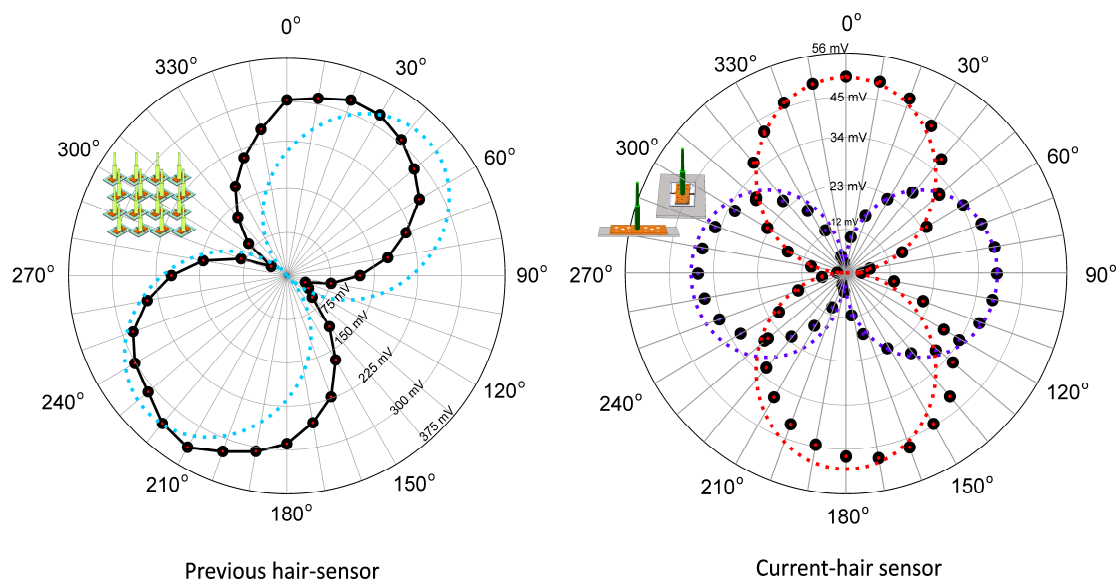 0°
30°
60°
90°
120°
150°
180°
210°
240°
270°
300°
330°
75 mV
150 mV
225 mV
300 mV
375 mV
Previous hair-sensor
0°
30°
60°
90°
120°
150°
180°
210°
240°
270°
300°
330°
56 mV
45 mV
34 mV
23 mV
12 mV
Current-hair sensor